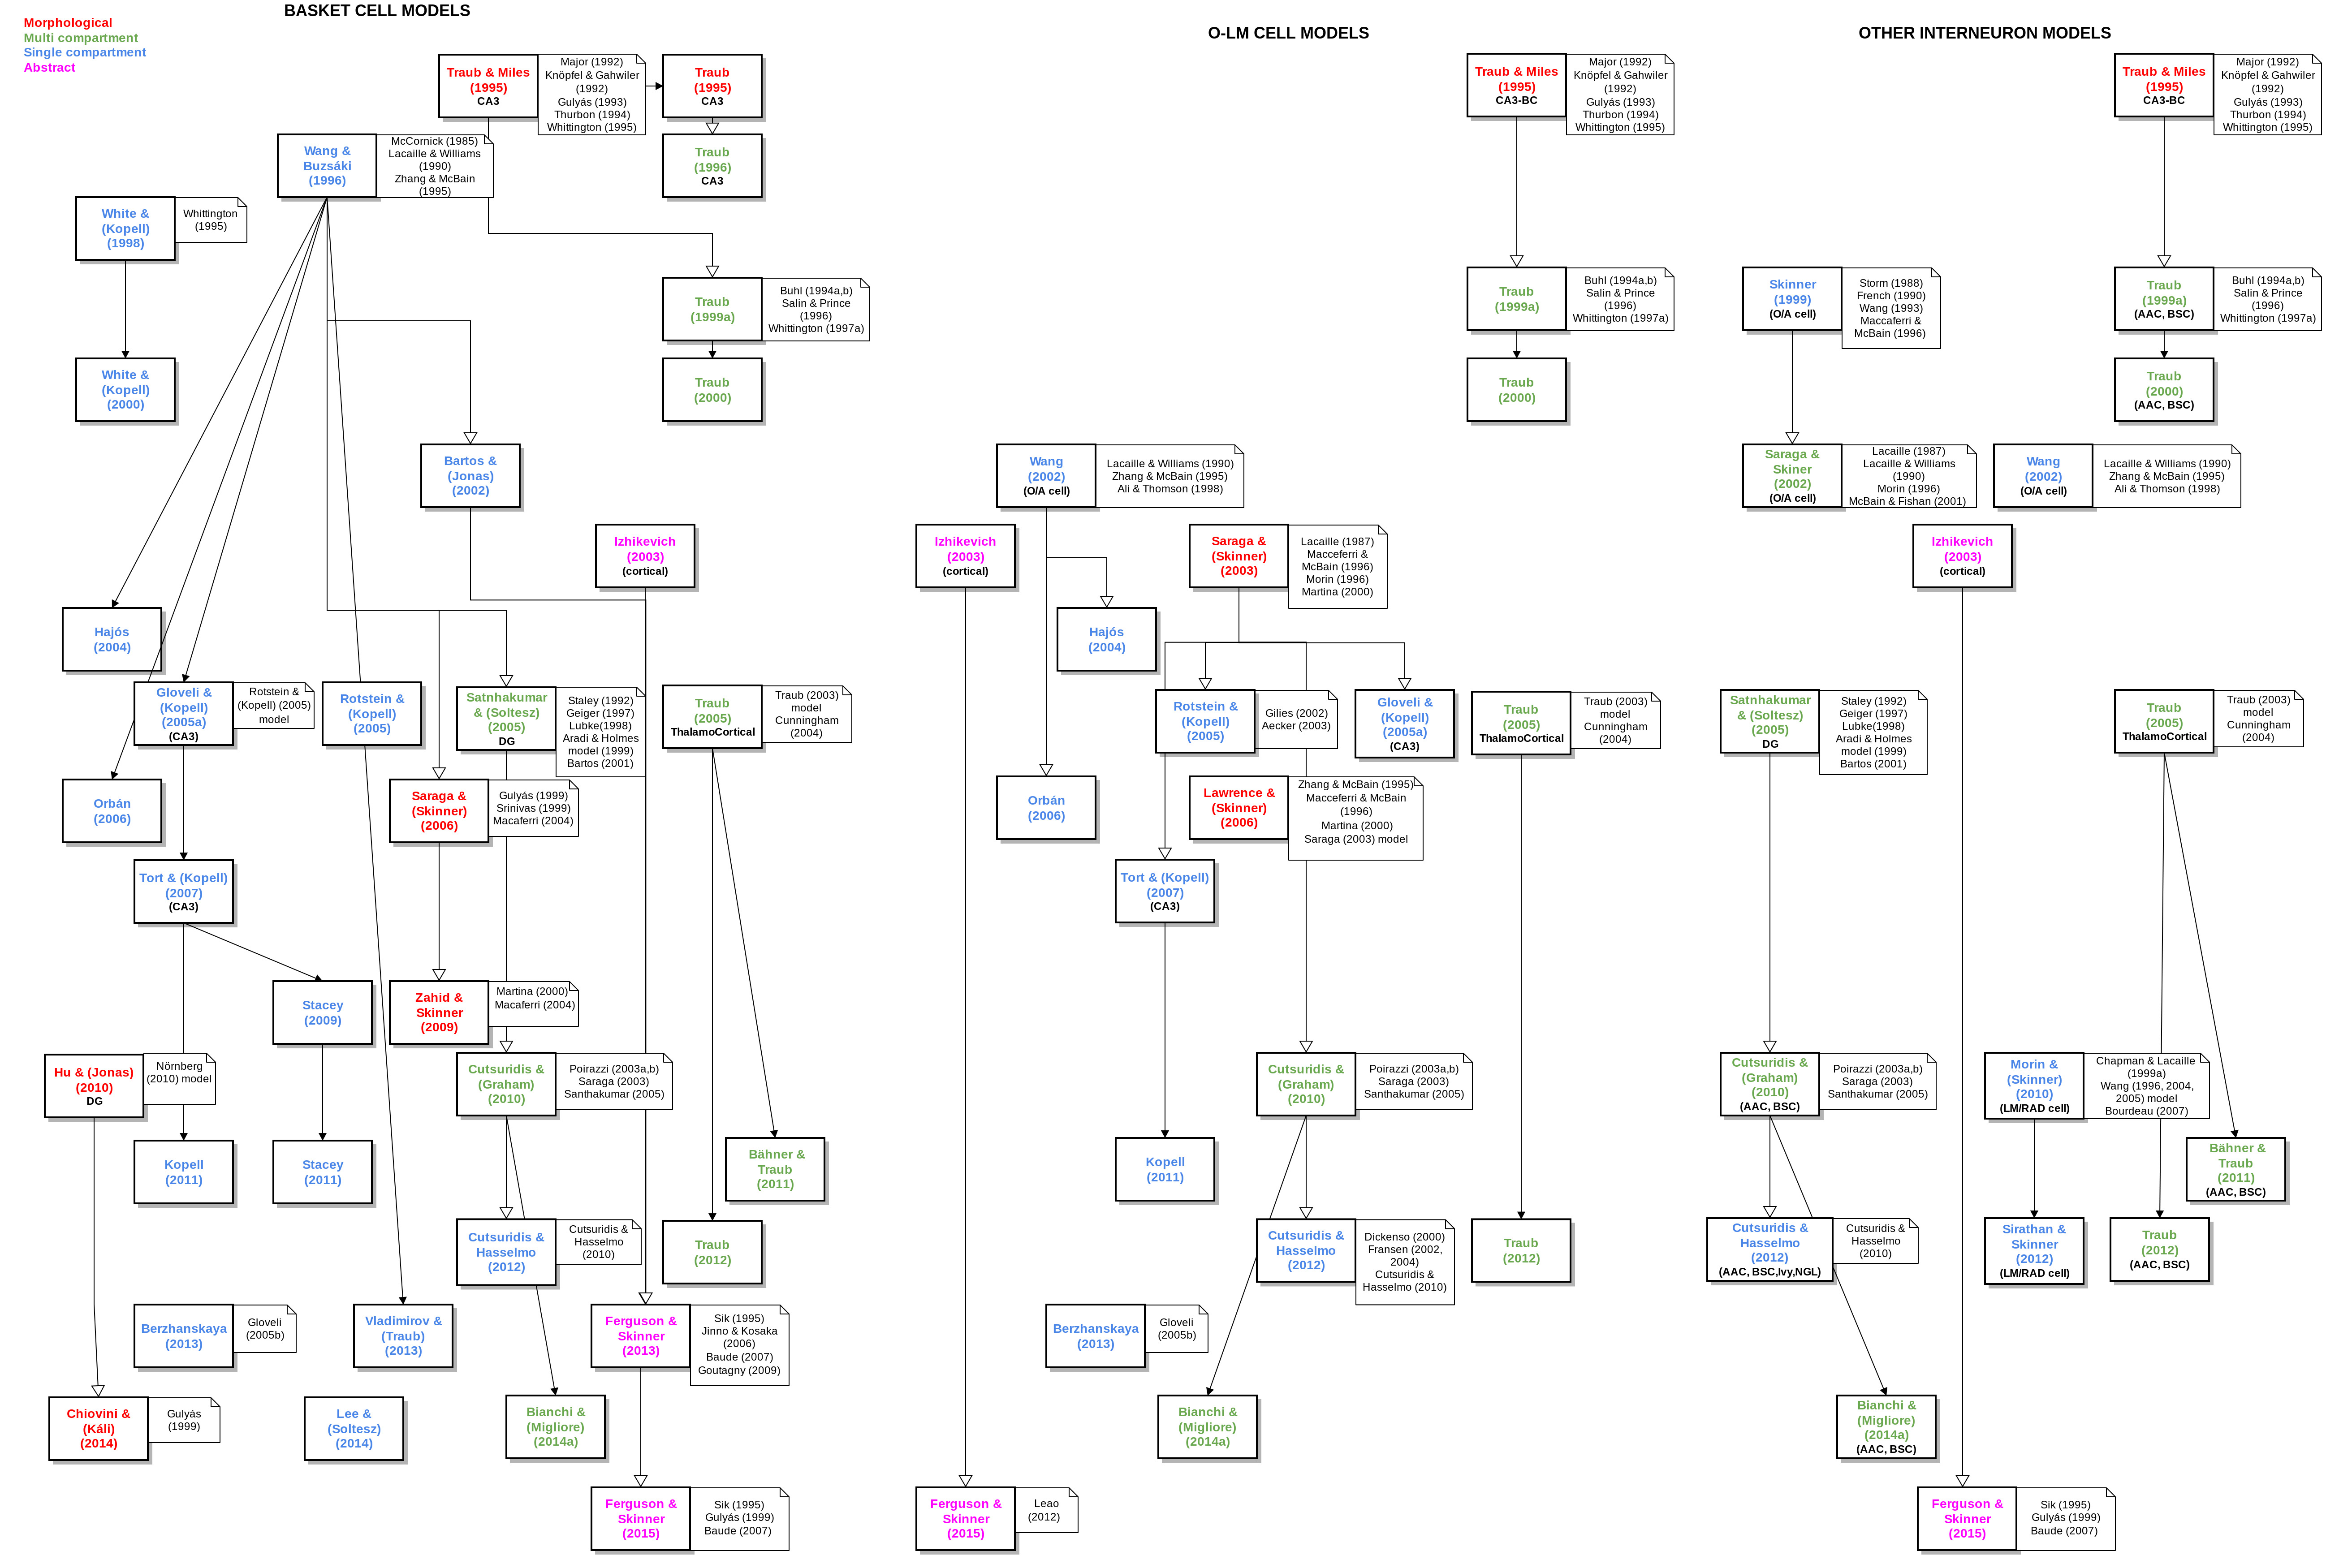 BASKET CELL MODELS
Morphological
Multi compartment
Single compartment
Abstract
Traub & Miles
(1995)
CA3
Major (1992)
Knöpfel & Gahwiler
(1992)
Gulyás (1993)
Thurbon (1994)
Whittington (1995)
Traub
(1995)
CA3
Wang &
Buzsáki
(1996)
McCornick (1985)
Lacaille & Williams
(1990)
Zhang & McBain
(1995)
Traub
(1996)
CA3
White &
(Kopell)
(1998)
Whittington
(1995)
Traub
(1999a)
Buhl (1994a,b)
Salin & Prince
(1996)
Whittington (1997a)
White &
(Kopell)
(2000)
Traub
(2000)
Bartos &
(Jonas)
(2002)
Izhikevich
(2003)
(cortical)
Hajós
(2004)
Gloveli &
(Kopell)
(2005a)
(CA3)
Rotstein &
(Kopell) (2005)
model
Rotstein &
(Kopell)
(2005)
Satnhakumar
& (Soltesz)
(2005)
DG
Staley (1992)
Geiger (1997)
Lubke(1998)
Aradi & Holmes
model (1999)
Bartos (2001)
Traub
(2005)
ThalamoCortical
Traub (2003)
model
Cunningham
(2004)
Orbán
(2006)
Saraga &
(Skinner)
(2006)
Gulyás (1999)
Srinivas (1999)
Macaferri (2004)
Tort & (Kopell)
(2007)
(CA3)
Stacey
(2009)
Zahid &
Skinner
(2009)
Martina (2000)
Macaferri (2004)
Hu & (Jonas)
(2010)
DG
Nörnberg
(2010) model
Cutsuridis &
(Graham)
(2010)
Poirazzi (2003a,b)
Saraga (2003)
Santhakumar (2005)
Kopell
(2011)
Stacey
(2011)
Bähner &
Traub
(2011)
Cutsuridis &
Hasselmo
(2012)
Cutsuridis &
Hasselmo
(2010)
Traub
(2012)
Berzhanskaya
(2013)
Gloveli
(2005b)
Vladimirov &
(Traub)
(2013)
Ferguson &
Skinner
(2013)
Sik (1995)
Jinno & Kosaka
(2006)
Baude (2007)
Goutagny (2009)
Chiovini &
(Káli)
(2014)
Gulyás
(1999)
Lee &
(Soltesz)
(2014)
Bianchi &
(Migliore)
(2014a)
Ferguson &
Skinner
(2015)
Sik (1995)
Gulyás (1999)
Baude (2007)
O-LM CELL MODELS
Traub & Miles
(1995)
CA3-BC
Major (1992)
Knöpfel & Gahwiler
(1992)
Gulyás (1993)
Thurbon (1994)
Whittington (1995)
Traub
(1999a)
Buhl (1994a,b)
Salin & Prince
(1996)
Whittington (1997a)
Traub
(2000)
Wang
(2002)
(O/A cell)
Lacaille & Williams (1990)
Zhang & McBain (1995)
Ali & Thomson (1998)
Izhikevich
(2003)
(cortical)
Saraga &
(Skinner)
(2003)
Lacaille (1987)
Macceferri &
McBain (1996)
Morin (1996)
Martina (2000)
Hajós
(2004)
Rotstein &
(Kopell)
(2005)
Gilies (2002)
Aecker (2003)
Gloveli &
(Kopell)
(2005a)
(CA3)
Traub
(2005)
ThalamoCortical
Traub (2003)
model
Cunningham
(2004)
Orbán
(2006)
Lawrence &
(Skinner)
(2006)
Zhang & McBain (1995)
Macceferri & McBain
(1996)
Martina (2000)
Saraga (2003) model
Tort & (Kopell)
(2007)
(CA3)
Cutsuridis &
(Graham)
(2010)
Poirazzi (2003a,b)
Saraga (2003)
Santhakumar (2005)
Kopell
(2011)
Cutsuridis &
Hasselmo
(2012)
Dickenso (2000)
Fransen (2002,
2004)
Cutsuridis &
Hasselmo (2010)
Traub
(2012)
Berzhanskaya
(2013)
Gloveli
(2005b)
Bianchi &
(Migliore)
(2014a)
Ferguson &
Skinner
(2015)
Leao
(2012)
OTHER INTERNEURON MODELS
Traub & Miles
(1995)
CA3-BC
Major (1992)
Knöpfel & Gahwiler
(1992)
Gulyás (1993)
Thurbon (1994)
Whittington (1995)
Skinner
(1999)
(O/A cell)
Storm (1988)
French (1990)
Wang (1993)
Maccaferri &
McBain (1996)
Traub
(1999a)
(AAC, BSC)
Buhl (1994a,b)
Salin & Prince
(1996)
Whittington (1997a)
Traub
(2000)
(AAC, BSC)
Saraga &
Skiner
(2002)
(O/A cell)
Lacaille (1987)
Lacaille & Williams
(1990)
Morin (1996)
McBain & Fishan (2001)
Wang
(2002)
(O/A cell)
Lacaille & Williams (1990)
Zhang & McBain (1995)
Ali & Thomson (1998)
Izhikevich
(2003)
(cortical)
Satnhakumar
& (Soltesz)
(2005)
DG
Staley (1992)
Geiger (1997)
Lubke(1998)
Aradi & Holmes
model (1999)
Bartos (2001)
Traub
(2005)
ThalamoCortical
Traub (2003)
model
Cunningham
(2004)
Cutsuridis &
(Graham)
(2010)
(AAC, BSC)
Poirazzi (2003a,b)
Saraga (2003)
Santhakumar (2005)
Morin &
(Skinner)
(2010)
(LM/RAD cell)
Chapman & Lacaille
(1999a)
Wang (1996, 2004,
2005) model
Bourdeau (2007)
Bähner &
Traub
(2011)
(AAC, BSC)
Cutsuridis &
Hasselmo
(2012)
(AAC, BSC,Ivy,NGL)
Cutsuridis &
Hasselmo
(2010)
Sirathan &
Skinner
(2012)
(LM/RAD cell)
Traub
(2012)
(AAC, BSC)
Bianchi &
(Migliore)
(2014a)
(AAC, BSC)
Ferguson &
Skinner
(2015)
Sik (1995)
Gulyás (1999)
Baude (2007)